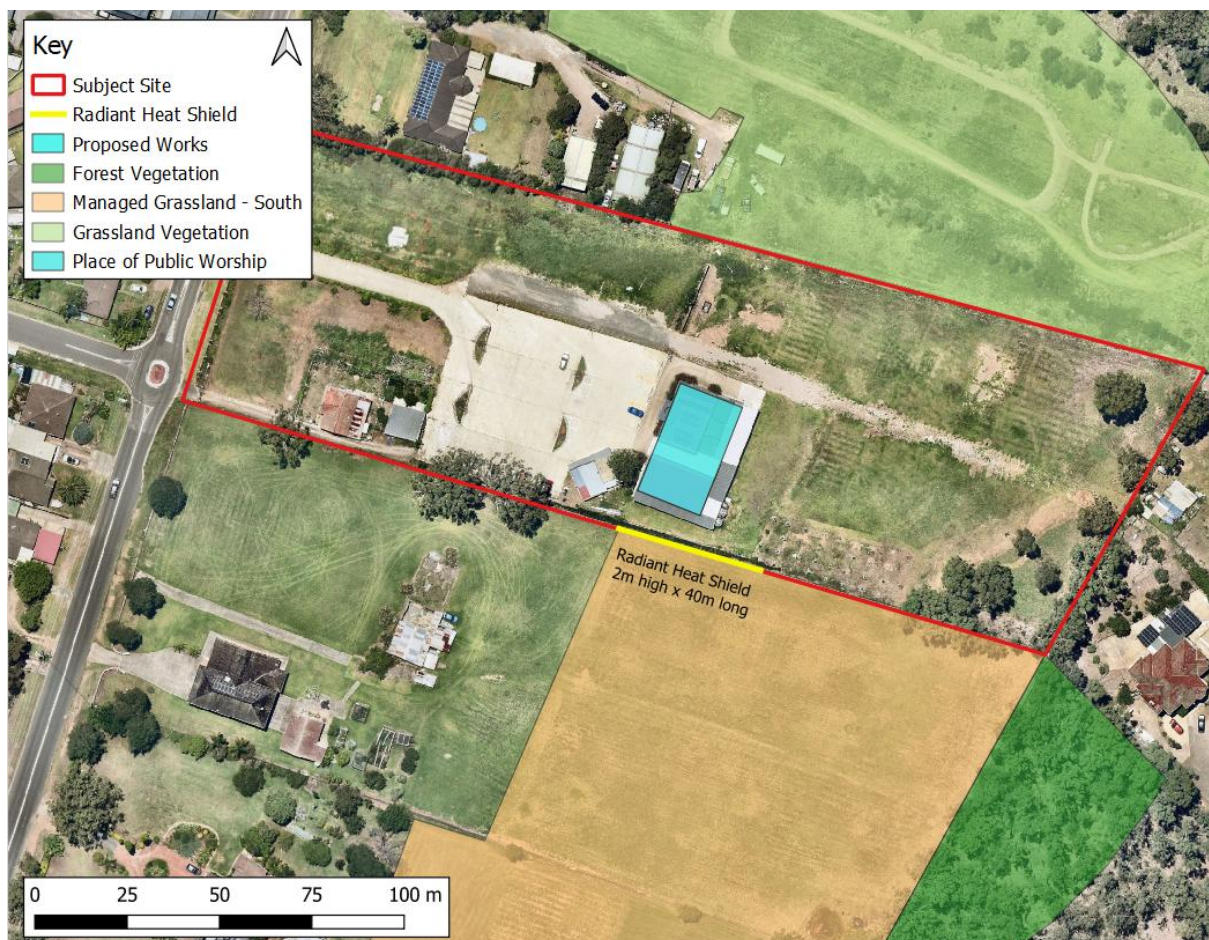 Key
Subject Site
Radiant Heat Shield
Proposed Works
Forest Vegetation
Managed Grassland - South
Grassland Vegetation
Place of Public Worship
Radiant Heat Shield
2m high x 40m long
0 25 50 75 100 m